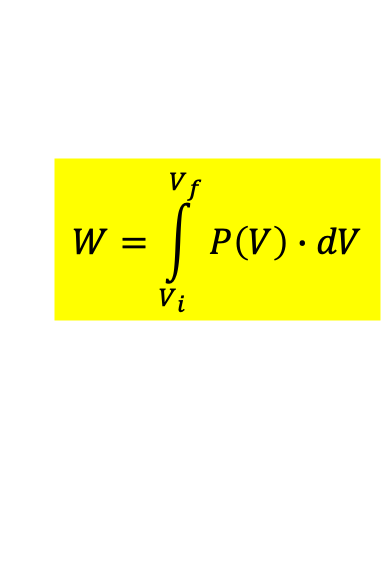 W = ∫_{V_i}^{V_f} P(V) · dV